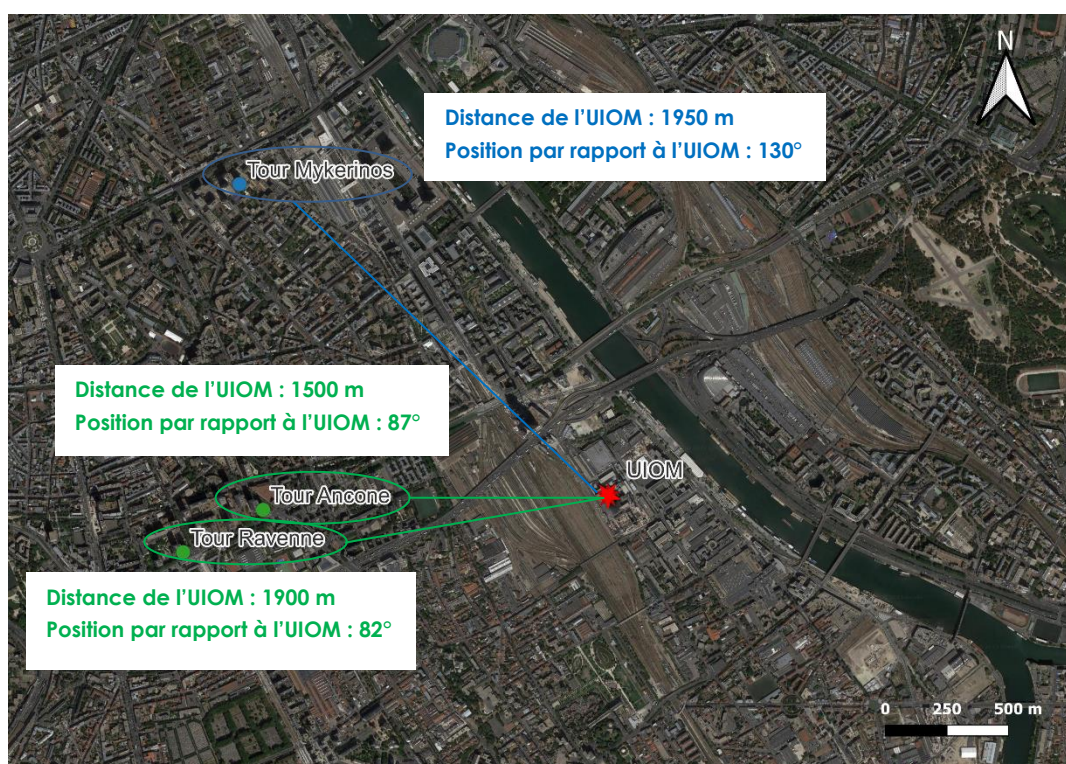 N
Distance de l’UIOM : 1950 m
Position par rapport à l’UIOM : 130°
Tour Mykerinos
Distance de l’UIOM : 1500 m
Position par rapport à l’UIOM : 87°
UIOM
Tour Ancone
Tour Ravenne
Distance de l’UIOM : 1900 m
Position par rapport à l’UIOM : 82°
0 250 500 m